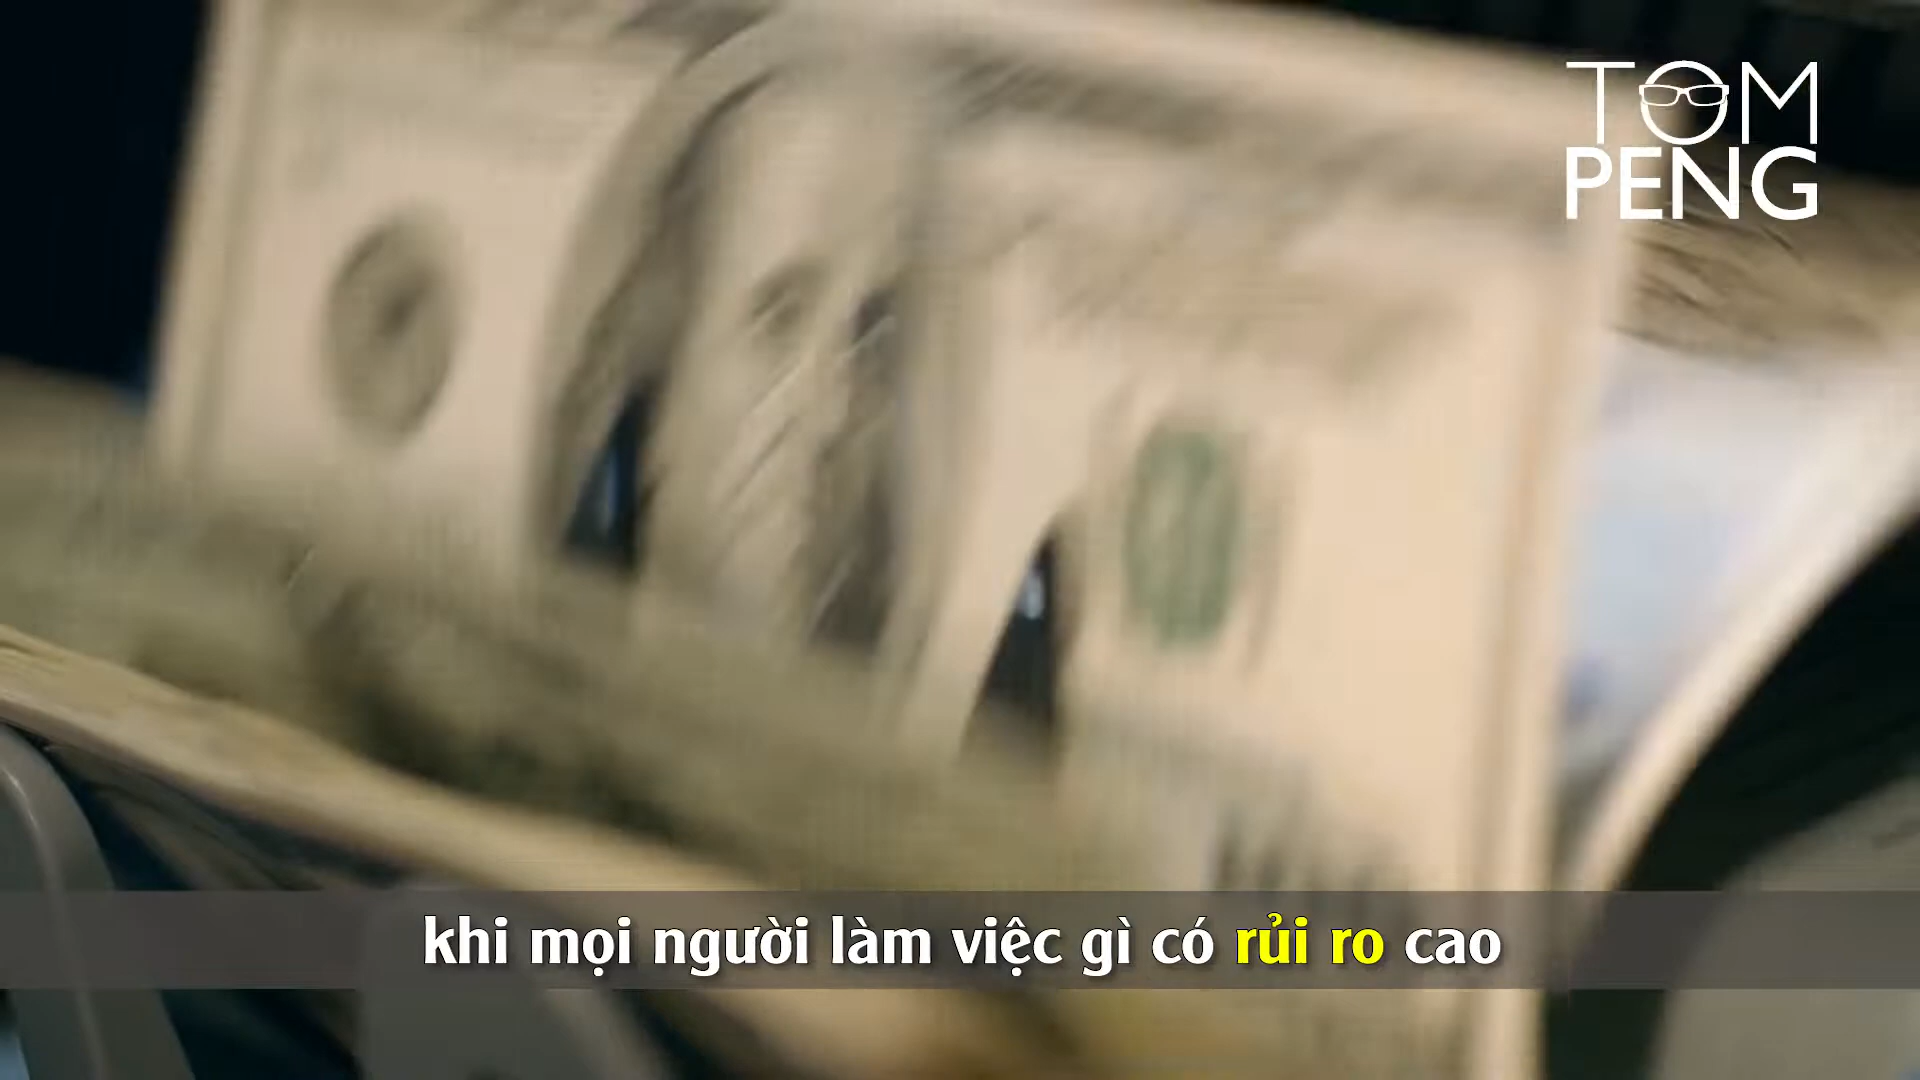 TOM
PENG
khi mọi người làm việc gì có rủi ro cao